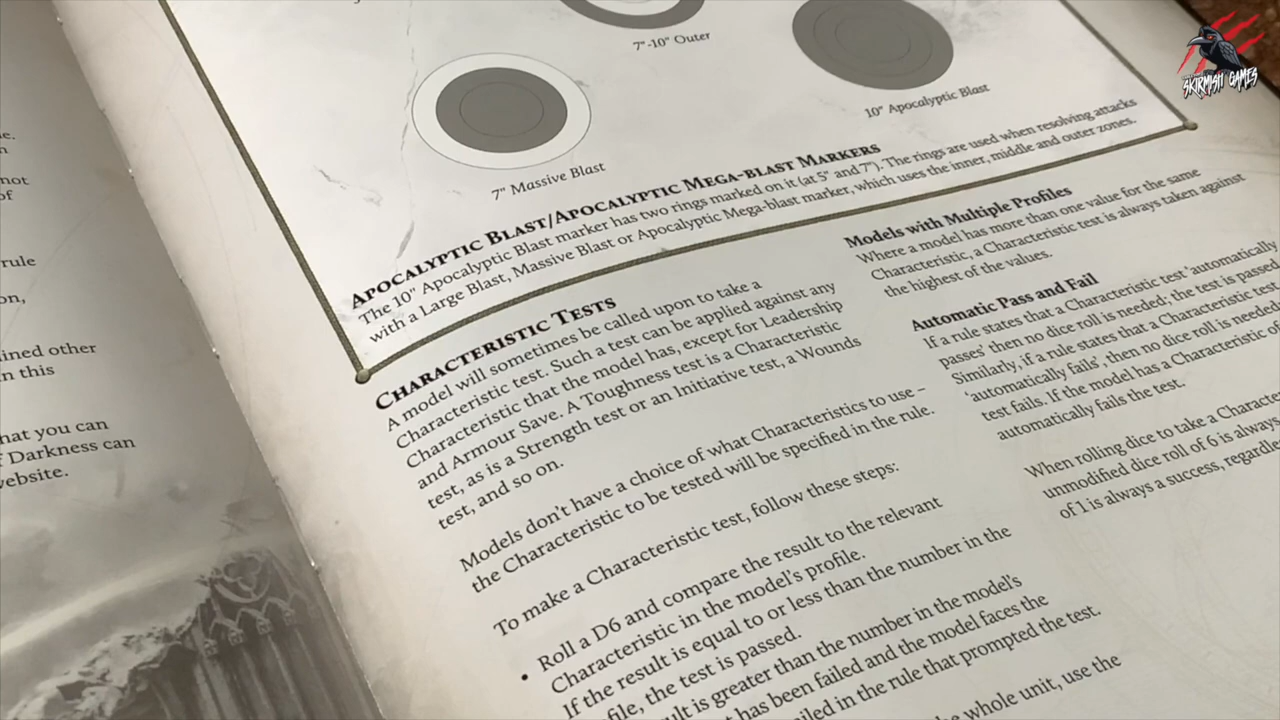 e.
n
not
of
rule
on,
ined other
n this
hat you can
f Darkness can
website.
7"-10" Outer
10" Apocalyptic Blast
7" Massive Blast
APOCALYPTIC BLAST/APOCALYPTIC MEGA-BLAST MARKERS
The 10" Apocalyptic Blast marker has two rings marked on it (at 5" and 7"). The rings are used when resolving attacks
with a Large Blast, Massive Blast or Apocalyptic Mega-blast marker, which uses the inner, middle and outer zones.
CHARACTERISTIC TESTS
A model will sometimes be called upon to take a
Characteristic test. Such a test can be applied against any
Characteristic that the model has, except for Leadership
and Armour Save. A Toughness test is a Characteristic
test, as is a Strength test or an Initiative test, a Wounds
test, and so on.
Models don't have a choice of what Characteristics to use –
the Characteristic to be tested will be specified in the rule.
To make a Characteristic test, follow these steps:
• Roll a D6 and compare the result to the relevant
Characteristic in the model's profile.
If the result is equal to or less than the number in the
file, the test is passed.
ult is greater than the number in the model's
has been failed and the model faces the
iled in the rule that prompted the test.
he whole unit, use the
Models with Multiple Profiles
Where a model has more than one value for the same
Characteristic, a Characteristic test is always taken against
the highest of the values.
Automatic Pass and Fail
If a rule states that a Characteristic test 'automatically
passes' then no dice roll is needed; the test is passed.
Similarly, if a rule states that a Characteristic test
'automatically fails', then no dice roll is needed
test fails. If the model has a Characteristic of
automatically fails the test.
When rolling dice to take a Characte
unmodified dice roll of 6 is always
of 1 is always a success, regardle
SKIRMISH GAMES